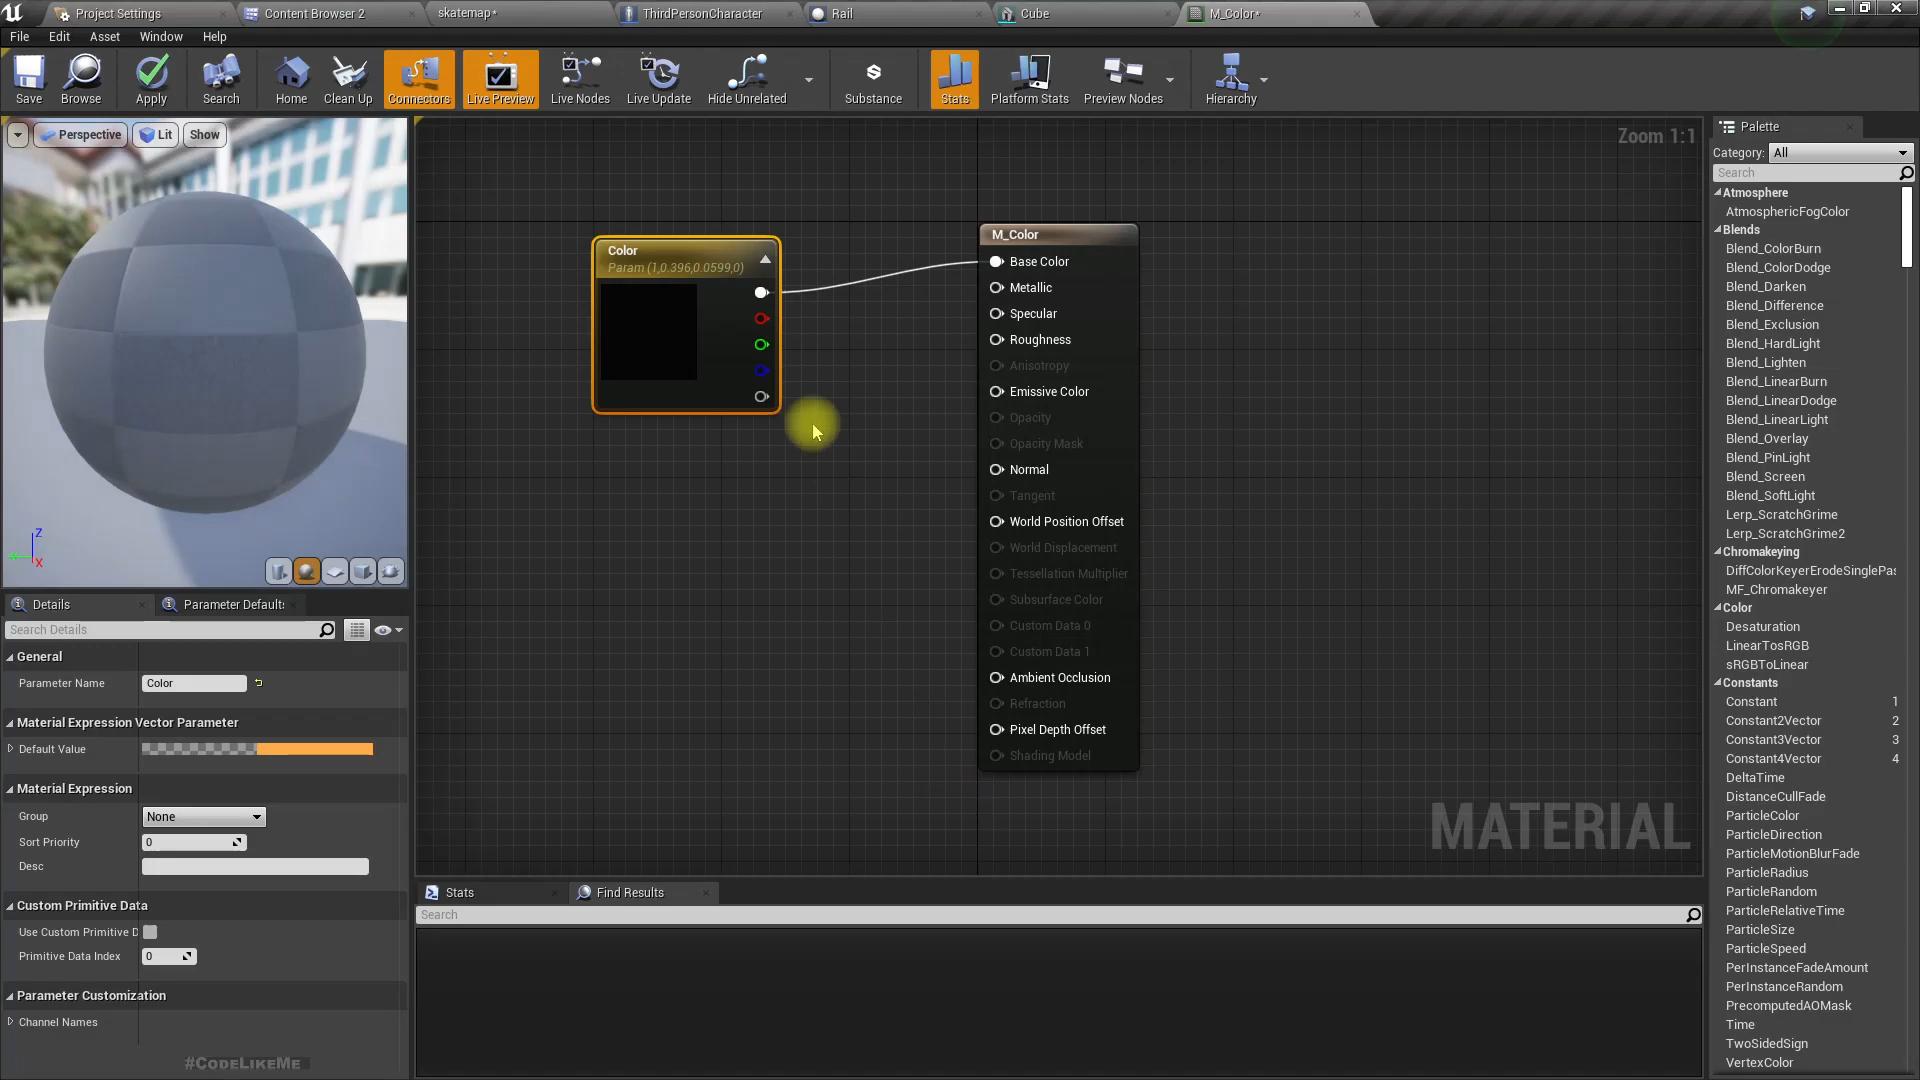 Project Settings
Content Browser 2
skatemap*
ThirdPersonCharacter
Rail
Cube
M_Color*
File Edit Asset Window Help
Save
Browse
Apply
Search
Home
Clean Up
Connectors
Live Preview
Live Nodes
Live Update
Hide Unrelated
Substance
Stats
Platform Stats
Preview Nodes
Hierarchy
Perspective
Lit
Show
Z
X
Zoom 1:1
Color
Param (1,0.396,0.0599,0)
M_Color
Base Color
Metallic
Specular
Roughness
Anisotropy
Emissive Color
Opacity
Opacity Mask
Normal
Tangent
World Position Offset
World Displacement
Tessellation Multiplier
Subsurface Color
Custom Data 0
Custom Data 1
Ambient Occlusion
Refraction
Pixel Depth Offset
Shading Model
MATERIAL
Details
Parameter Defaults
Search Details
General
Parameter Name Color
Material Expression Vector Parameter
Default Value
Material Expression
Group None
Sort Priority 0
Desc
Custom Primitive Data
Use Custom Primitive D
Primitive Data Index 0
Parameter Customization
Channel Names
#CodeLikeMe
Stats
Find Results
Search
Palette
Category: All
Search
Atmosphere
AtmosphericFogColor
Blends
Blend_ColorBurn
Blend_ColorDodge
Blend_Darken
Blend_Difference
Blend_Exclusion
Blend_HardLight
Blend_Lighten
Blend_LinearBurn
Blend_LinearDodge
Blend_LinearLight
Blend_Overlay
Blend_PinLight
Blend_Screen
Blend_SoftLight
Lerp_ScratchGrime
Lerp_ScratchGrime2
Chromakeying
DiffColorKeyerErodeSinglePas
MF_Chromakeyer
Color
Desaturation
LinearTosRGB
sRGBToLinear
Constants
Constant 1
Constant2Vector 2
Constant3Vector 3
Constant4Vector 4
DeltaTime
DistanceCullFade
ParticleColor
ParticleDirection
ParticleMotionBlurFade
ParticleRadius
ParticleRandom
ParticleRelativeTime
ParticleSize
ParticleSpeed
PerInstanceFadeAmount
PerInstanceRandom
PrecomputedAOMask
Time
TwoSidedSign
VertexColor